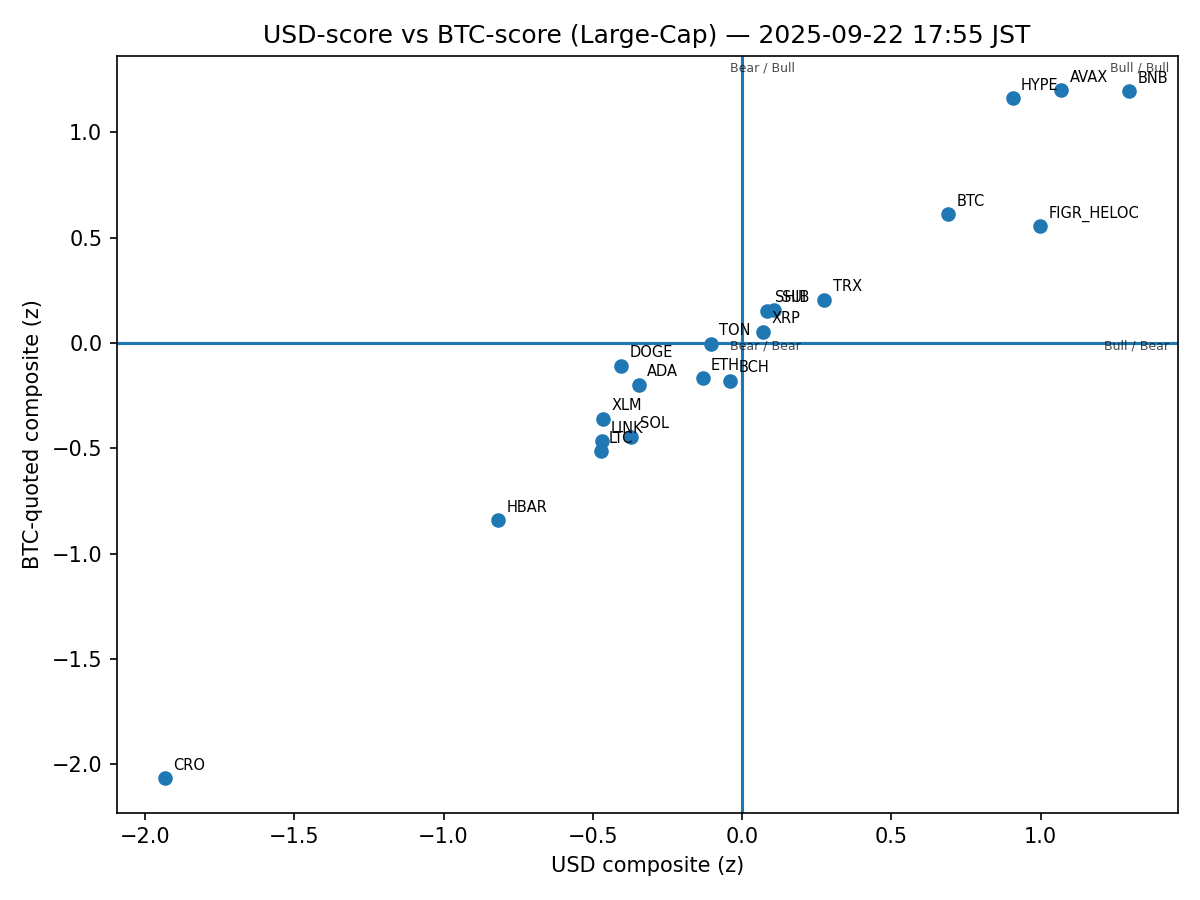 USD-score vs BTC-score (Large-Cap) — 2025-09-22 17:55 JST
Bear / Bull
Bull / Bull
HYPE
AVAX
BNB
BTC
FIGR_HELOC
TRX
SUI
SHIB
XRP
TON
Bear / Bear
Bull / Bear
DOGE
ETH
BCH
ADA
XLM
LINK
SOL
LTC
HBAR
CRO
1.0
0.5
0.0
−0.5
−1.0
−1.5
−2.0
BTC-quoted composite (z)
−2.0
−1.5
−1.0
−0.5
0.0
0.5
1.0
USD composite (z)